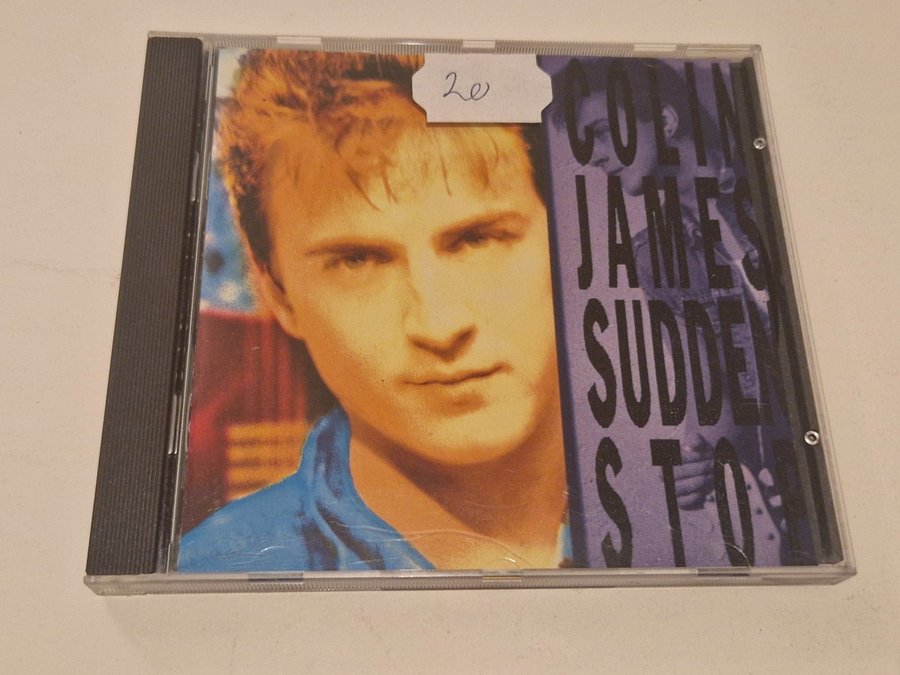 20
COLIN
JAMES
SUDDEN
STOP